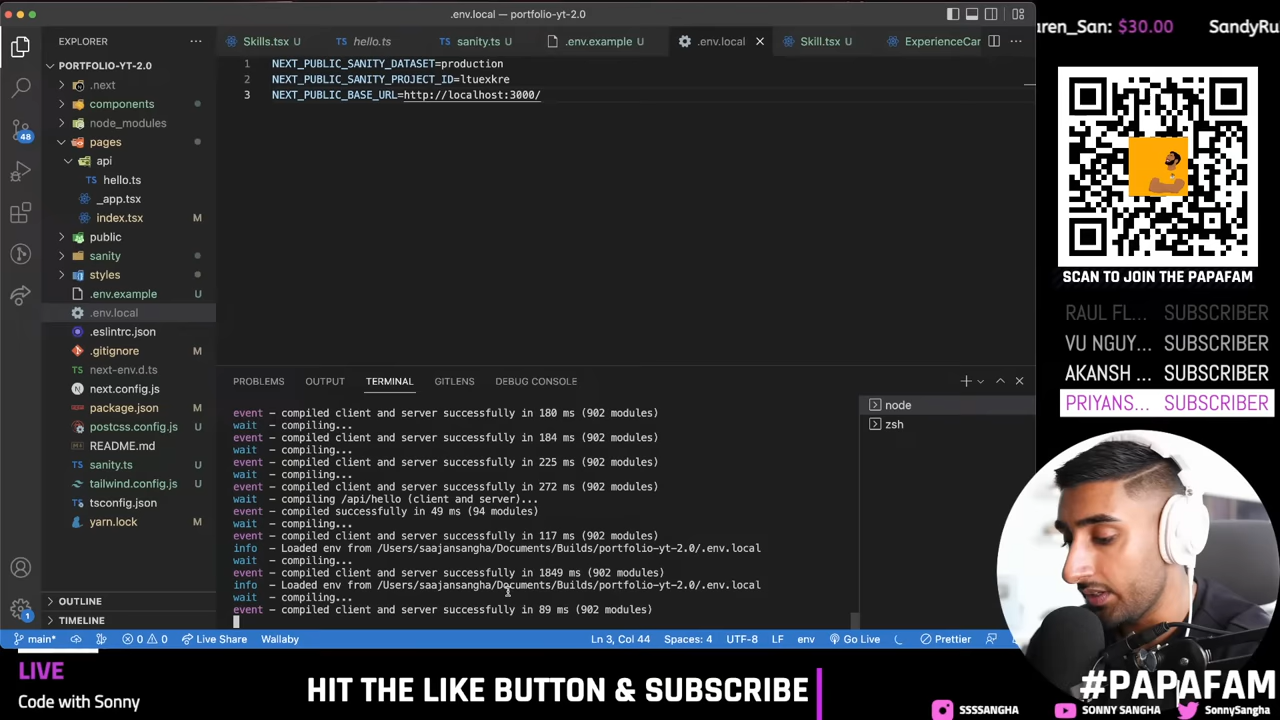 .env.local — portfolio-yt-2.0
uren_San: $30.00 SandyRu
EXPLORER
Skills.tsx U
hello.ts
sanity.ts U
.env.example U
.env.local
Skill.tsx U
ExperienceCar
PORTFOLIO-YT-2.0
.next
components
node_modules
pages
api
hello.ts
_app.tsx
index.tsx M
public
sanity
styles
.env.example U
.env.local
.eslintrc.json
.gitignore M
next-env.d.ts
next.config.js
package.json M
postcss.config.js U
README.md
sanity.ts U
tailwind.config.js U
tsconfig.json
yarn.lock M
OUTLINE
TIMELINE
48
1
1 NEXT_PUBLIC_SANITY_DATASET=production
2 NEXT_PUBLIC_SANITY_PROJECT_ID=ltuexkre
3 NEXT_PUBLIC_BASE_URL=http://localhost:3000/
PROBLEMS OUTPUT TERMINAL GITLENS DEBUG CONSOLE
event - compiled client and server successfully in 180 ms (902 modules)
wait - compiling...
event - compiled client and server successfully in 184 ms (902 modules)
wait - compiling...
event - compiled client and server successfully in 225 ms (902 modules)
wait - compiling...
event - compiled client and server successfully in 272 ms (902 modules)
wait - compiling /api/hello (client and server)...
event - compiled successfully in 49 ms (94 modules)
wait - compiling...
event - compiled client and server successfully in 117 ms (902 modules)
info - Loaded env from /Users/saajansangha/Documents/Builds/portfolio-yt-2.0/.env.local
wait - compiling...
event - compiled client and server successfully in 1849 ms (902 modules)
info - Loaded env from /Users/saajansangha/Documents/Builds/portfolio-yt-2.0/.env.local
wait - compiling...
event - compiled client and server successfully in 89 ms (902 modules)
node
zsh
main* 0 0 Live Share Wallaby Ln 3, Col 44 Spaces: 4 UTF-8 LF env Go Live Prettier
SCAN TO JOIN THE PAPAFAM
RAUL FL... SUBSCRIBER
VU NGUY... SUBSCRIBER
AKANSH ... SUBSCRIBER
PRIYANS... SUBSCRIBER
LIVE
Code with Sonny
HIT THE LIKE BUTTON & SUBSCRIBE
#PAPAFAM
SSSSANGHA SONNY SANGHA SonnySangha